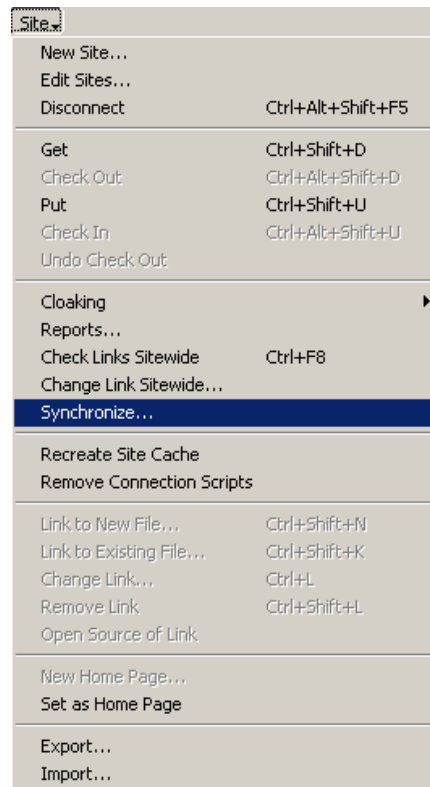 Site
New Site...
Edit Sites...
Disconnect Ctrl+Alt+Shift+F5
Get Ctrl+Shift+D
Check Out Ctrl+Alt+Shift+D
Put Ctrl+Shift+U
Check In Ctrl+Alt+Shift+U
Undo Check Out
Cloaking
Reports...
Check Links Sitewide Ctrl+F8
Change Link Sitewide...
Synchronize...
Recreate Site Cache
Remove Connection Scripts
Link to New File... Ctrl+Shift+N
Link to Existing File... Ctrl+Shift+K
Change Link... Ctrl+L
Remove Link Ctrl+Shift+L
Open Source of Link
New Home Page...
Set as Home Page
Export...
Import...